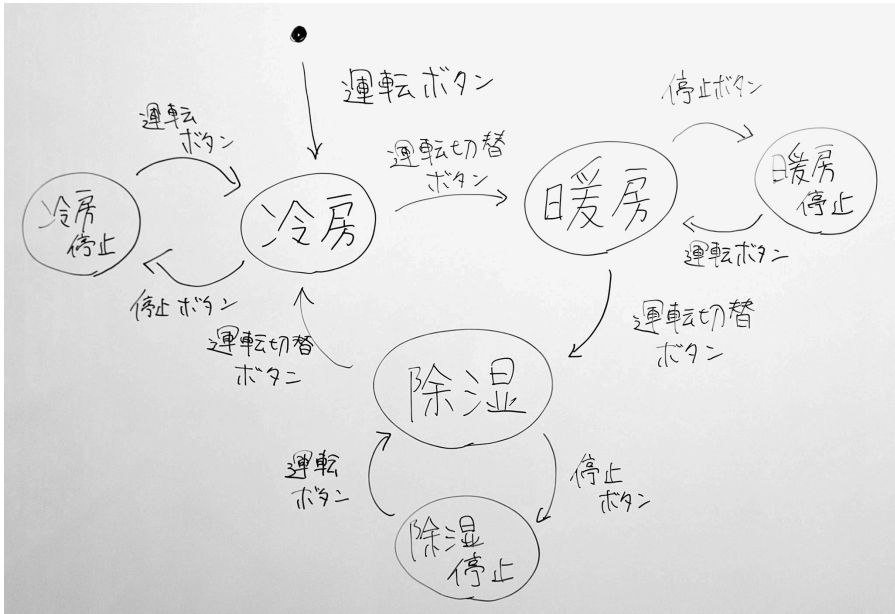 運転ボタン
停止ボタン
運転
ボタン
運転切替
ボタン
冷房
停止
冷房
暖房
暖房
停止
停止ボタン
運転ボタン
運転切替
ボタン
運転切替
ボタン
除湿
運転
ボタン
停止
ボタン
除湿
停止